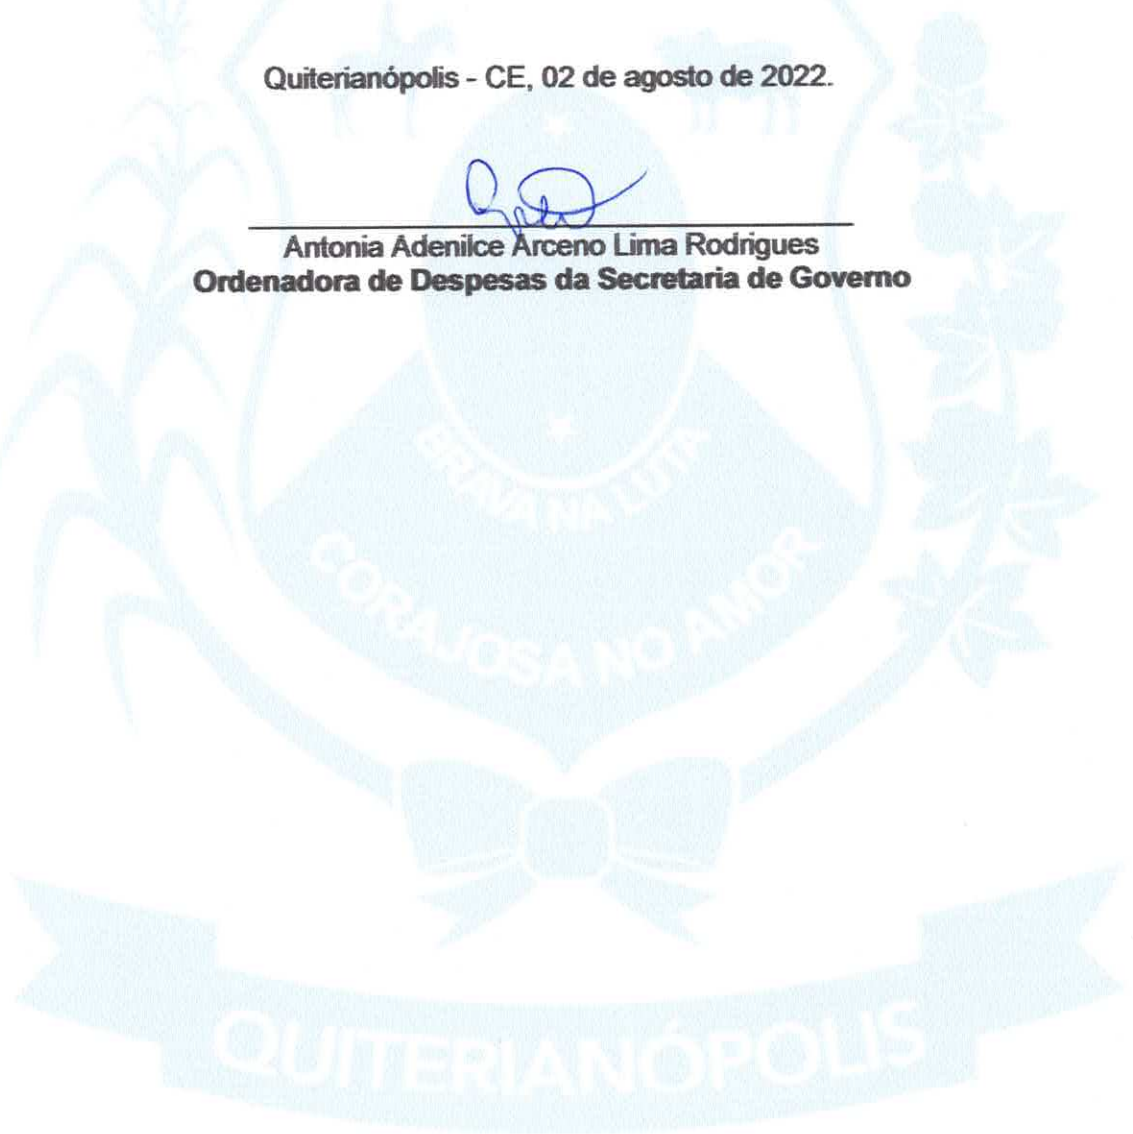 Quiterianópolis - CE, 02 de agosto de 2022.
Antonia Adenilce Arceno Lima Rodrigues
Ordenadora de Despesas da Secretaria de Governo
BRAVA NA LUTA
CORAJOSA NO AMOR
QUITERIANÓPOLIS